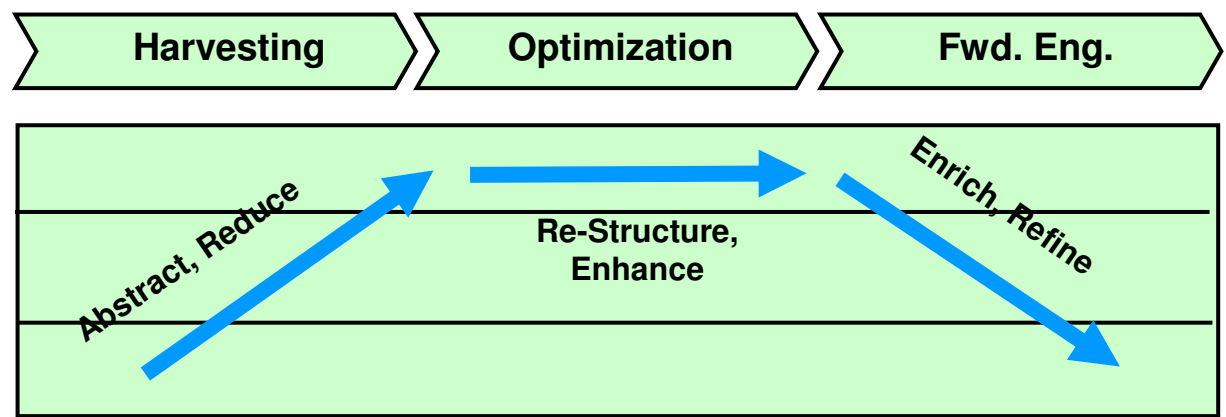 Harvesting
Optimization
Fwd. Eng.
Abstract, Reduce
Re-Structure,
Enhance
Enrich, Refine